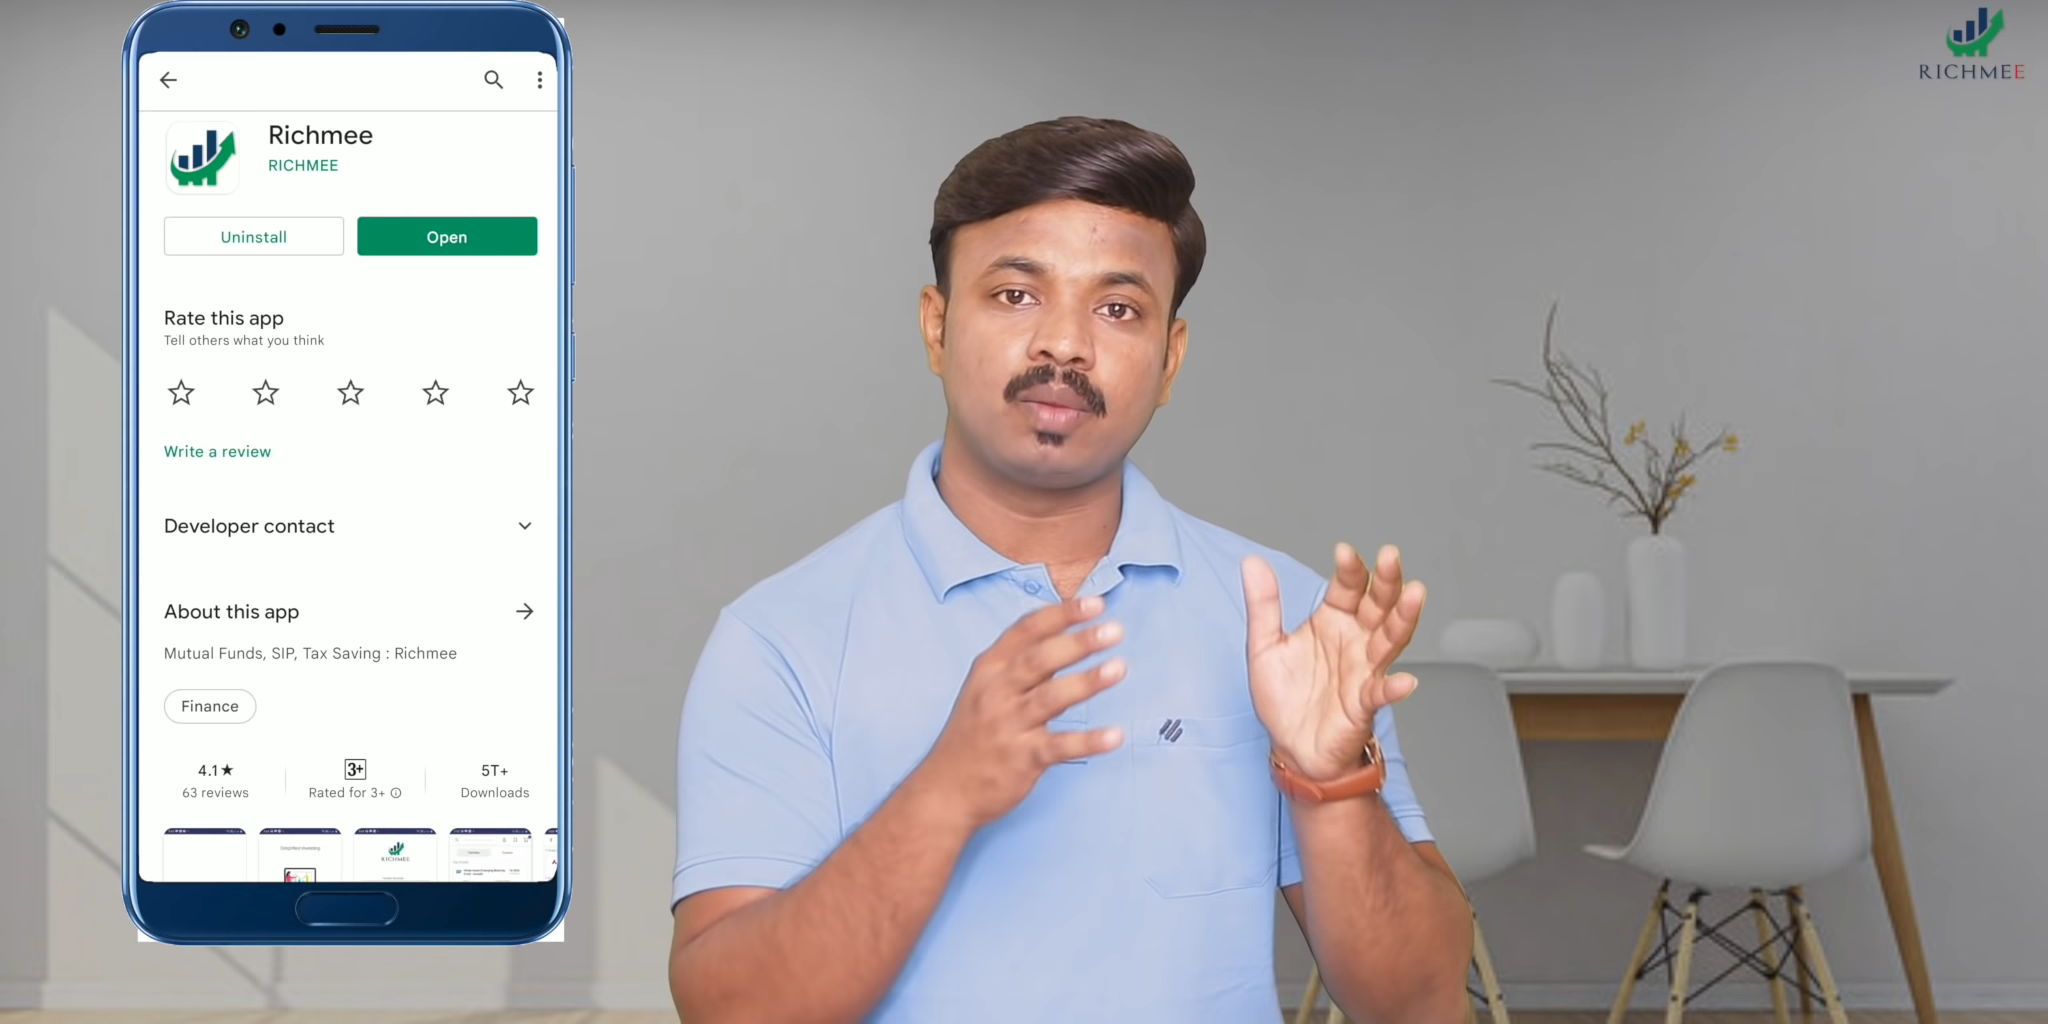 Richmee
RICHMEE
Uninstall
Open
Rate this app
Tell others what you think
Write a review
Developer contact
About this app
Mutual Funds, SIP, Tax Saving : Richmee
Finance
4.1★
63 reviews
3+
Rated for 3+
5T+
Downloads
RICHMEE
RICHMEE